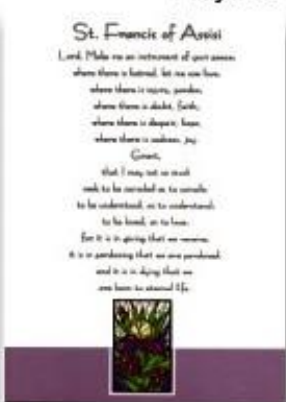 St. Francis of Assisi
Lord, Make me an instrument of your peace;
where there is hatred, let me sow love;
where there is injury, pardon;
where there is doubt, faith;
where there is despair, hope;
where there is sadness, joy.
Grant,
that I may not so much
seek to be consoled as to console;
to be understood, as to understand;
to be loved, as to love.
For it is in giving that we receive,
it is in pardoning that we are pardoned,
and it is in dying that we
are born to eternal life.